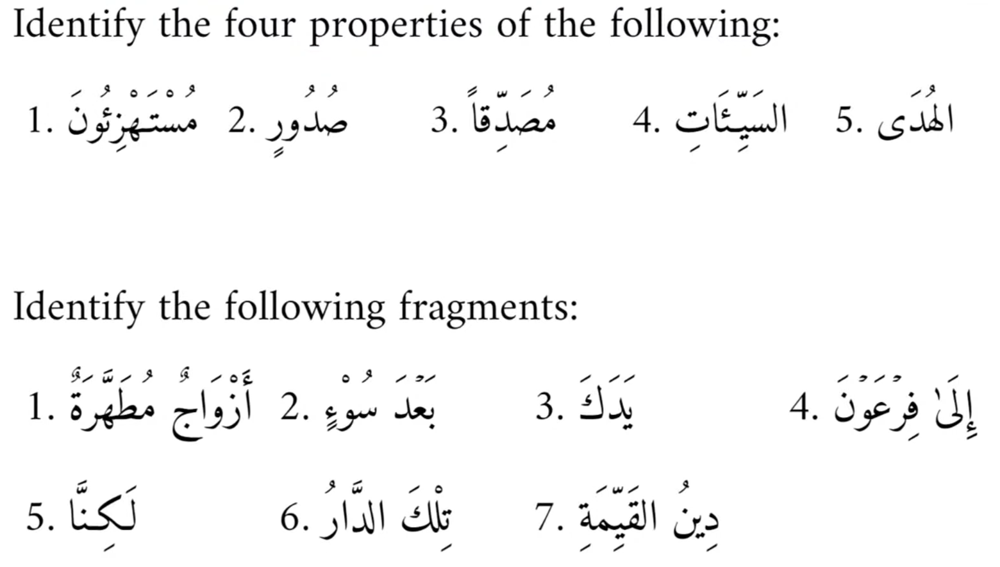 Identify the four properties of the following:
1. مُسْتَهْزِئُونَ 2. صُدُورٍ 3. مُصَدِّقاً 4. السَيِّئَاتِ 5. الهُدَى
Identify the following fragments:
1. أَزْوَاجٌ مُطَهَّرَةٌ 2. بَعْدَ سُوْءٍ 3. يَدَكَ 4. إِلَىٰ فِرْعَوْنَ
5. لَكِنَّا 6. تِلْكَ الدَّارُ 7. دِينُ القَيِّمَةِ